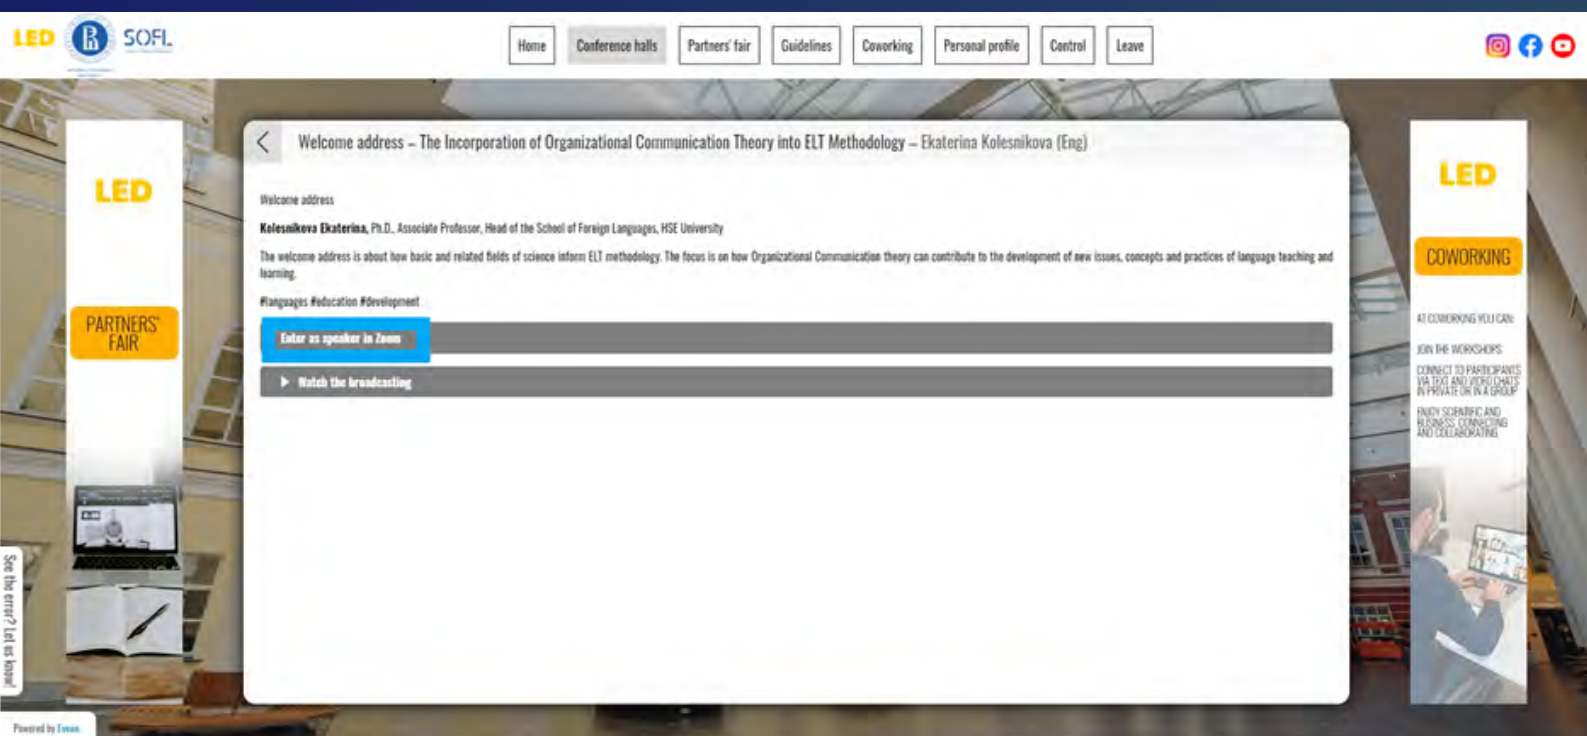 LED
SOFL
Home
Conference halls
Partners' fair
Guidelines
Coworking
Personal profile
Control
Leave
Welcome address – The Incorporation of Organizational Communication Theory into ELT Methodology – Ekaterina Kolesnikova (Eng)
Welcome address
Kolesnikova Ekaterina, Ph.D., Associate Professor, Head of the School of Foreign Languages, HSE University
The welcome address is about how basic and related fields of science inform ELT methodology. The focus is on how Organizational Communication theory can contribute to the development of new issues, concepts and practices of language teaching and
learning.
#languages #education #development
Enter as speaker in Zoom
Watch the broadcasting
LED
PARTNERS'
FAIR
LED
COWORKING
AT COWORKING YOU CAN:
JOIN THE WORKSHOPS
CONNECT TO PARTICIPANTS
VIA TEXT AND VIDEO CHATS
IN PRIVATE OR IN A GROUP
ENJOY SCIENTIFIC AND
BUSINESS CONNECTING
AND COLLABORATING
See the error? Let us know!
Powered by